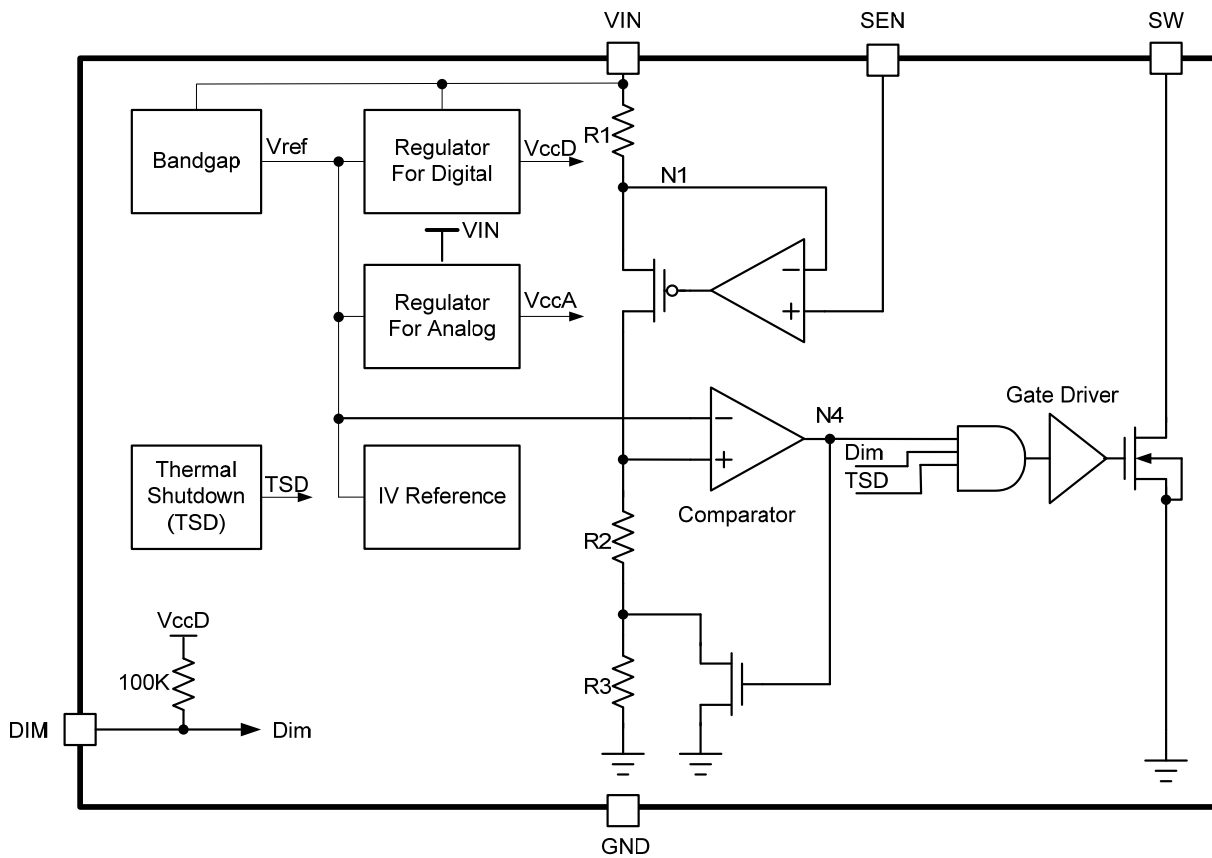 VIN
SEN
SW
Bandgap
Vref
Regulator
For Digital
VccD
R1
N1
VIN
Regulator
For Analog
VccA
−
+
Thermal
Shutdown
(TSD)
TSD
IV Reference
−
+
Comparator
N4
Dim
TSD
Gate Driver
R2
R3
VccD
100K
DIM
Dim
GND